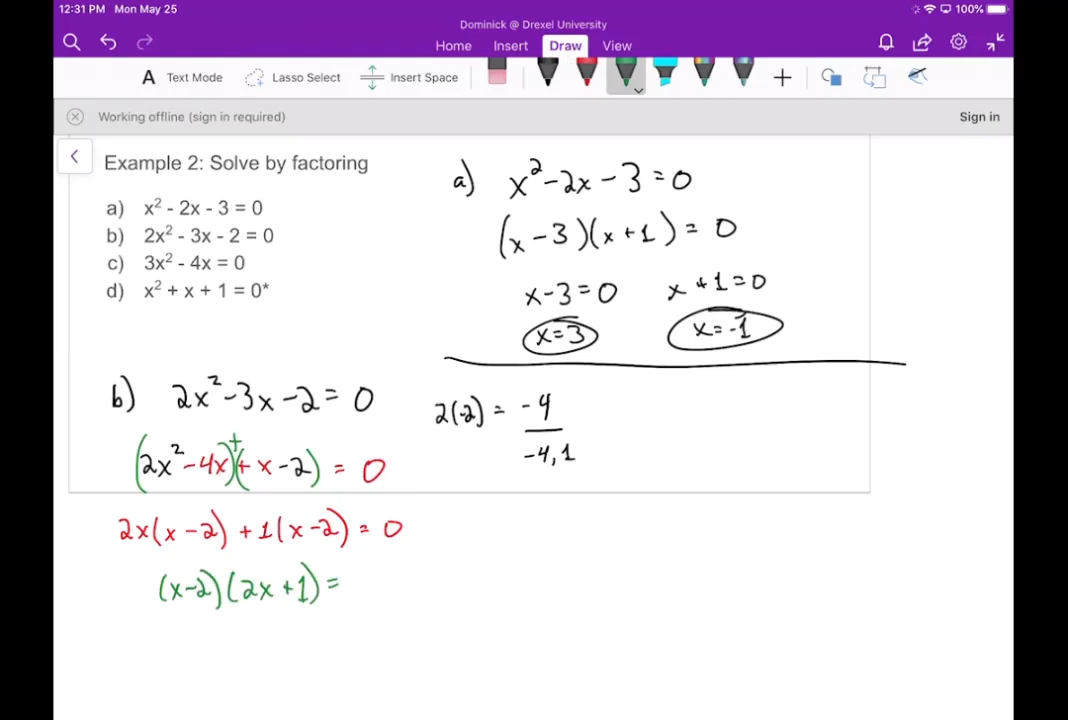 12:31 PM Mon May 25
100%
Dominick @ Drexel University
Home Insert Draw View
A Text Mode Lasso Select Insert Space
Working offline (sign in required) Sign in
Example 2: Solve by factoring
a) x² - 2x - 3 = 0
b) 2x² - 3x - 2 = 0
c) 3x² - 4x = 0
d) x² + x + 1 = 0*
a) x² - 2x - 3 = 0
(x - 3)(x + 1) = 0
x - 3 = 0 x + 1 = 0
x = 3 x = -1
b) 2x² - 3x - 2 = 0
2(-2) = -4
-4, 1
(2x² - 4x) + (+ x - 2) = 0
2x(x - 2) + 1(x - 2) = 0
(x - 2)(2x + 1) =